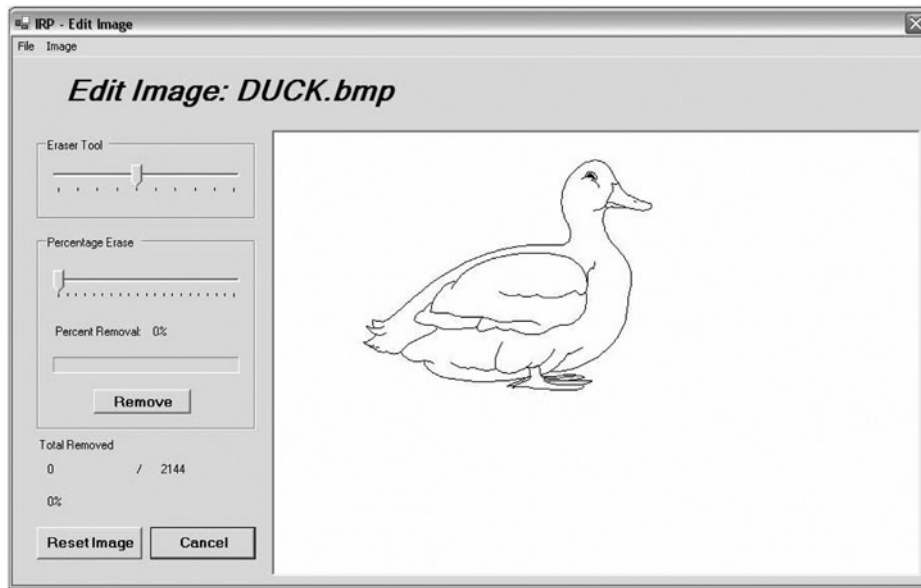 IRP - Edit Image
File Image
Edit Image: DUCK.bmp
Eraser Tool
Percentage Erase
Percent Removal: 0%
Remove
Total Removed
0 / 2144
0%
Reset Image Cancel